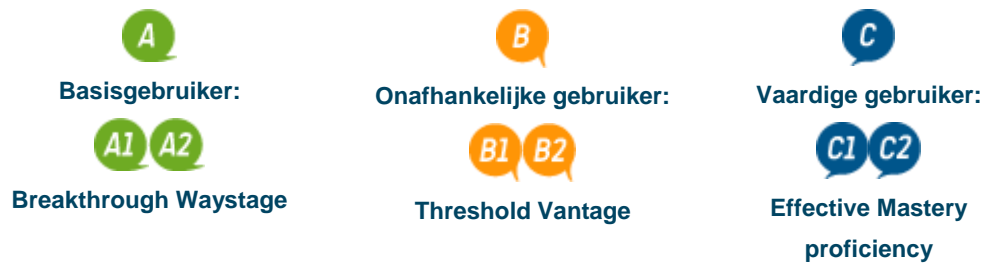 A
Basisgebruiker:
A1 A2
Breakthrough Waystage
B
Onafhankelijke gebruiker:
B1 B2
Threshold Vantage
C
Vaardige gebruiker:
C1 C2
Effective Mastery
proficiency